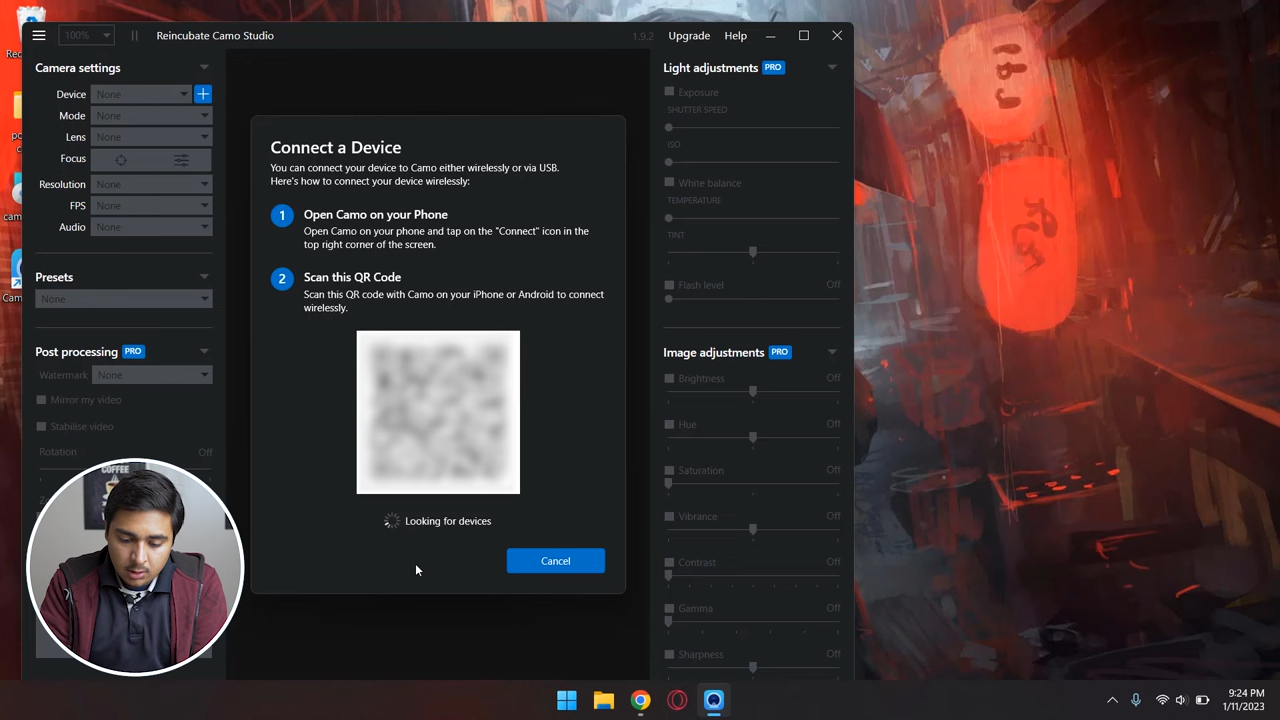 100%
Reincubate Camo Studio
1.9.2
Upgrade
Help
Camera settings
Device
None
Mode
None
Lens
None
Focus
Resolution
None
FPS
None
Audio
None
Presets
None
Post processing PRO
Watermark
None
Mirror my video
Stabilise video
Rotation
Off
COFFEE
Connect a Device
You can connect your device to Camo either wirelessly or via USB.
Here's how to connect your device wirelessly:
1
Open Camo on your Phone
Open Camo on your phone and tap on the "Connect" icon in the
top right corner of the screen.
2
Scan this QR Code
Scan this QR code with Camo on your iPhone or Android to connect
wirelessly.
Looking for devices
Cancel
Light adjustments PRO
Exposure
SHUTTER SPEED
ISO
White balance
TEMPERATURE
TINT
Flash level
Off
Image adjustments PRO
Brightness
Off
Hue
Off
Saturation
Off
Vibrance
Off
Contrast
Off
Gamma
Off
Sharpness
Off
9:24 PM
1/11/2023